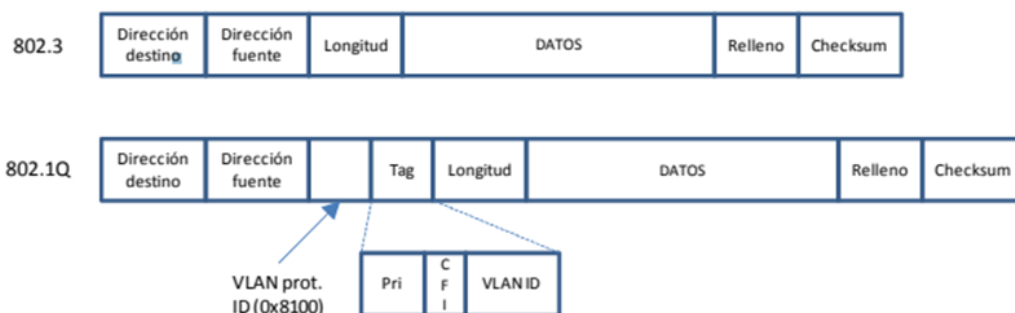 802.3
Dirección
destino
Dirección
fuente
Longitud
DATOS
Relleno
Checksum
802.1Q
Dirección
destino
Dirección
fuente
Tag
Longitud
DATOS
Relleno
Checksum
VLAN prot.
ID (0x8100)
Pri
C
F
I
VLAN ID